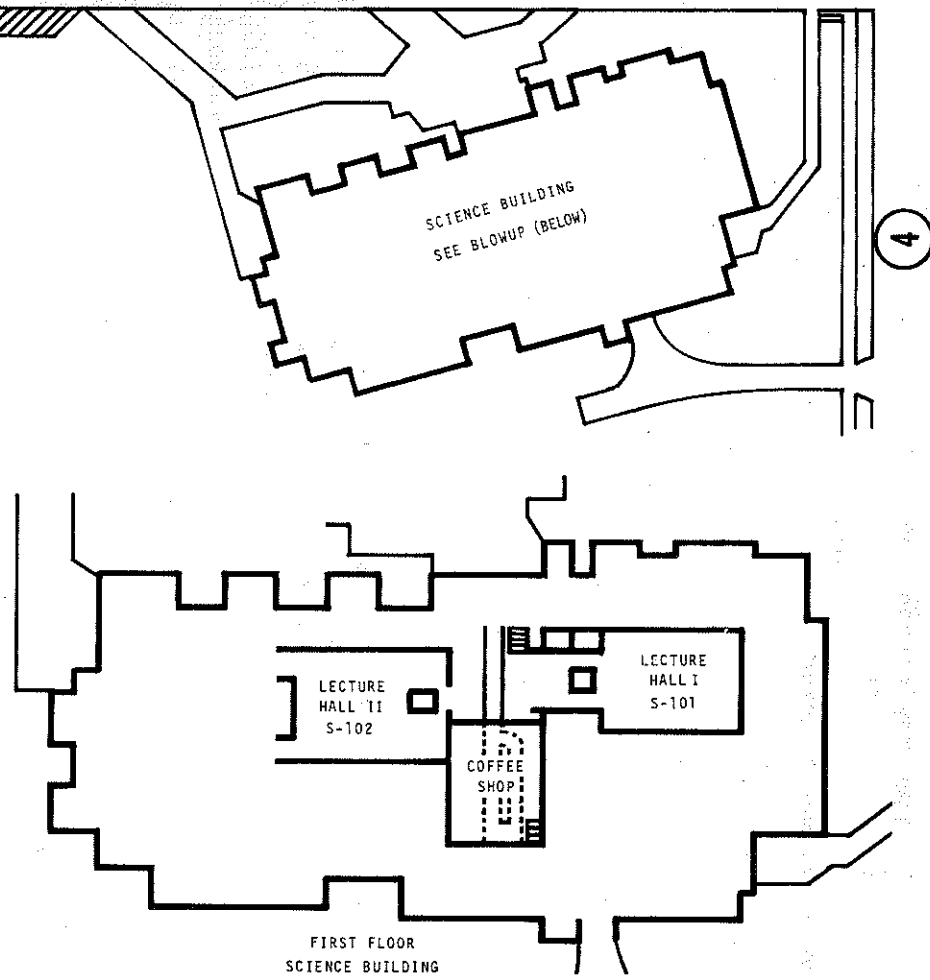 SCIENCE BUILDING
SEE BLOWUP (BELOW)
4
LECTURE
HALL I
S-101
LECTURE
HALL II
S-102
COFFEE
SHOP
FIRST FLOOR
SCIENCE BUILDING